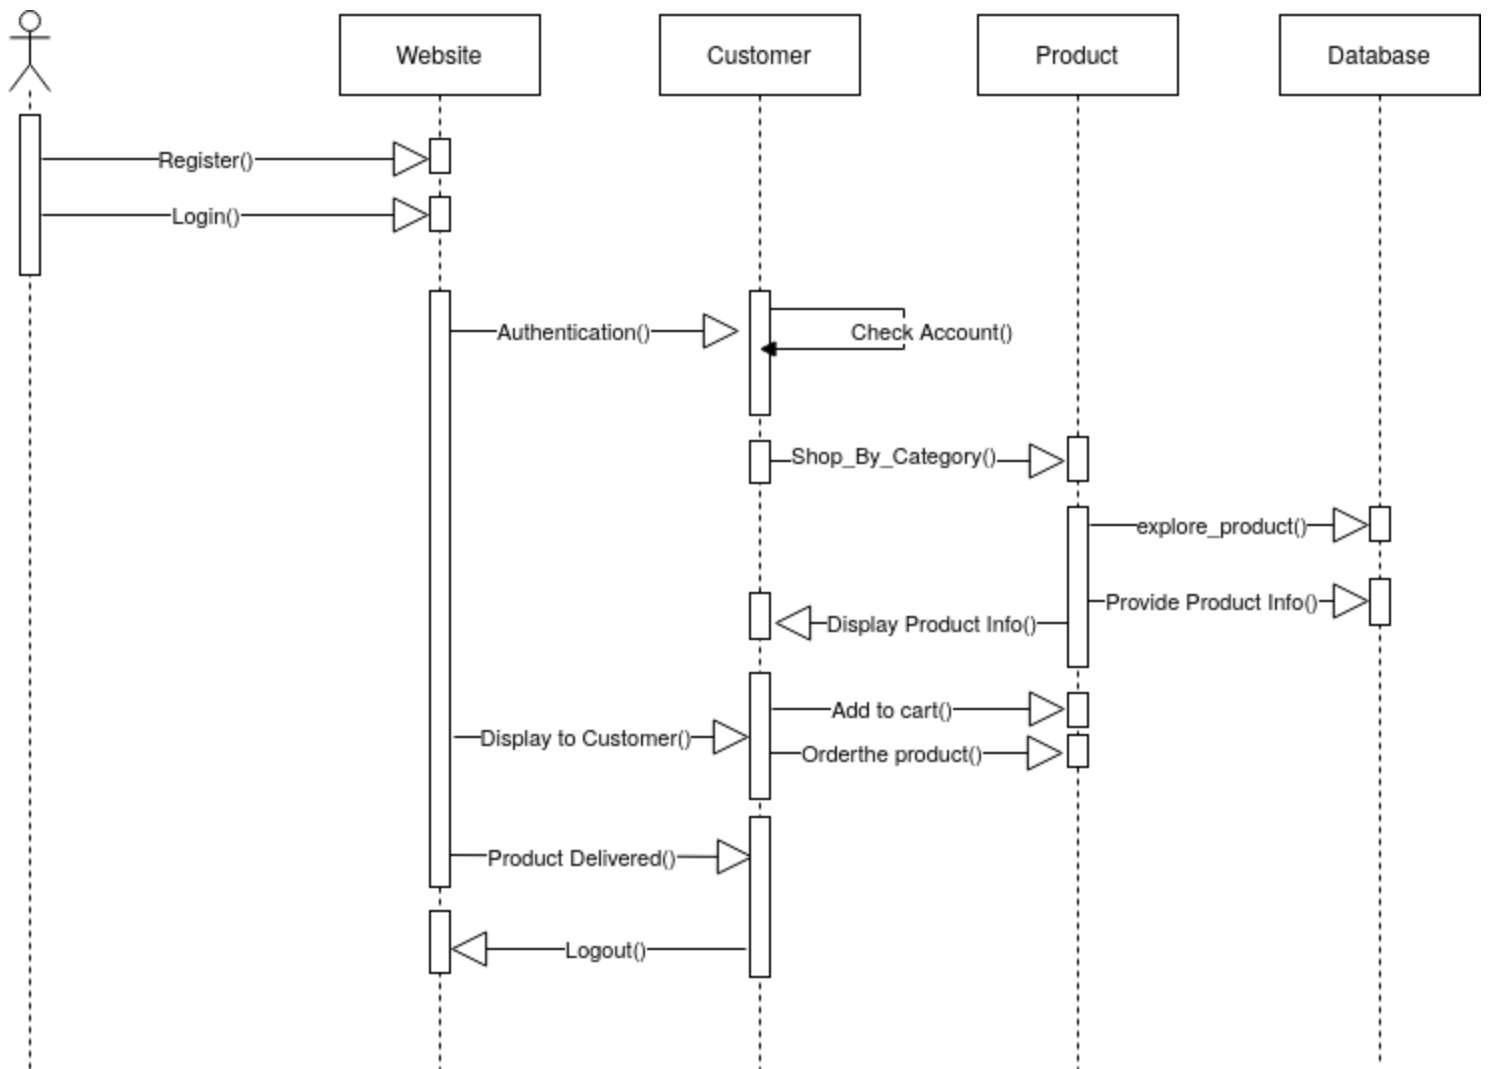 Website
Customer
Product
Database
Register()
Login()
Authentication()
Check Account()
Shop_By_Category()
explore_product()
Provide Product Info()
Display Product Info()
Add to cart()
Display to Customer()
Orderthe product()
Product Delivered()
Logout()